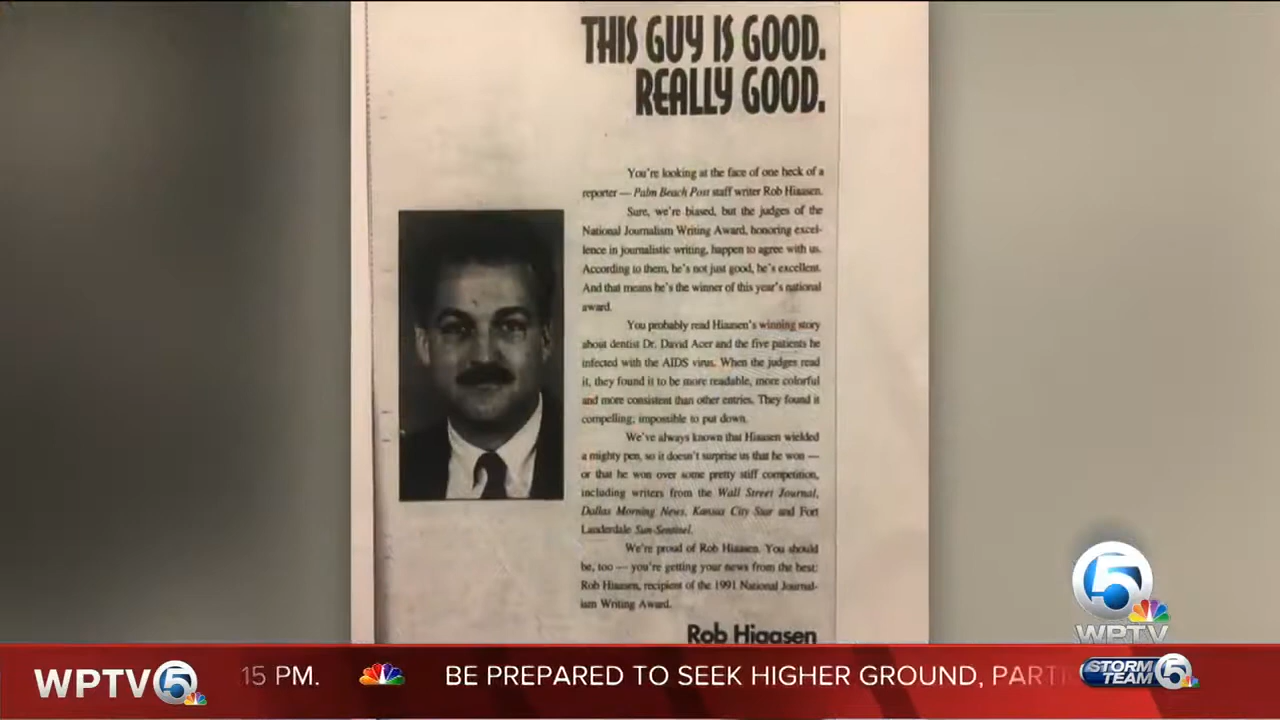 THIS GUY IS GOOD.
REALLY GOOD.
You're looking at the face of one heck of a
reporter — Palm Beach Post staff writer Rob Hiaasen.
Sure, we're biased, but the judges of the
National Journalism Writing Award, honoring excel-
lence in journalistic writing, happen to agree with us.
According to them, he's not just good, he's excellent.
And that means he's the winner of this year's national
award.
You probably read Hiaasen's winning story
about dentist Dr. David Acer and the five patients he
infected with the AIDS virus. When the judges read
it, they found it to be more readable, more colorful
and more consistent than other entries. They found it
compelling; impossible to put down.
We've always known that Hiaasen wielded
a mighty pen, so it doesn't surprise us that he won —
or that he won over some pretty stiff competition,
including writers from the Wall Street Journal,
Dallas Morning News, Kansas City Star and Fort
Lauderdale Sun-Sentinel.
We're proud of Rob Hiaasen. You should
be, too — you're getting your news from the best:
Rob Hiaasen, recipient of the 1991 National Journal-
ism Writing Award.
Rob Hiaasen
5
WPTV
WPTV 5
15 PM.
BE PREPARED TO SEEK HIGHER GROUND, PARTI
STORM
TEAM 5